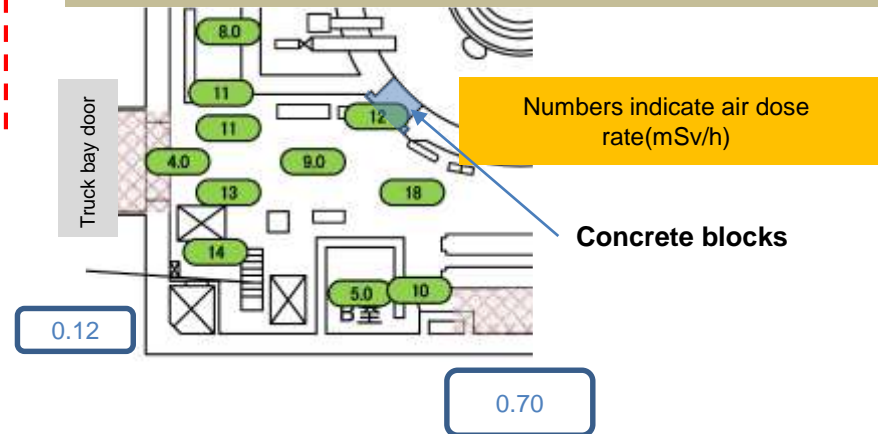 8.0
11
11
12
Numbers indicate air dose
rate(mSv/h)
Truck bay door
4.0
9.0
13
18
Concrete blocks
14
5.0
10
B室
0.12
0.70